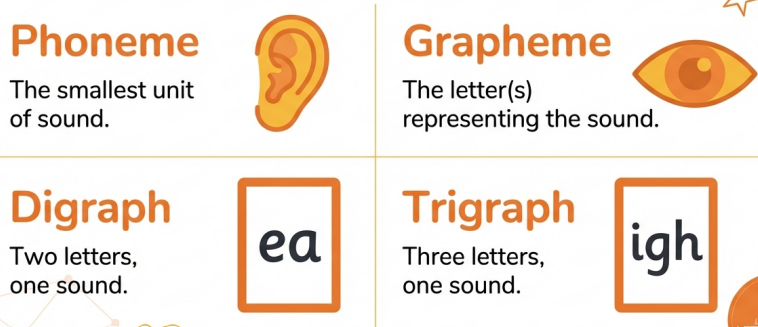 Phoneme
The smallest unit
of sound.
Grapheme
The letter(s)
representing the sound.
Digraph
Two letters,
one sound.
ea
Trigraph
Three letters,
one sound.
igh